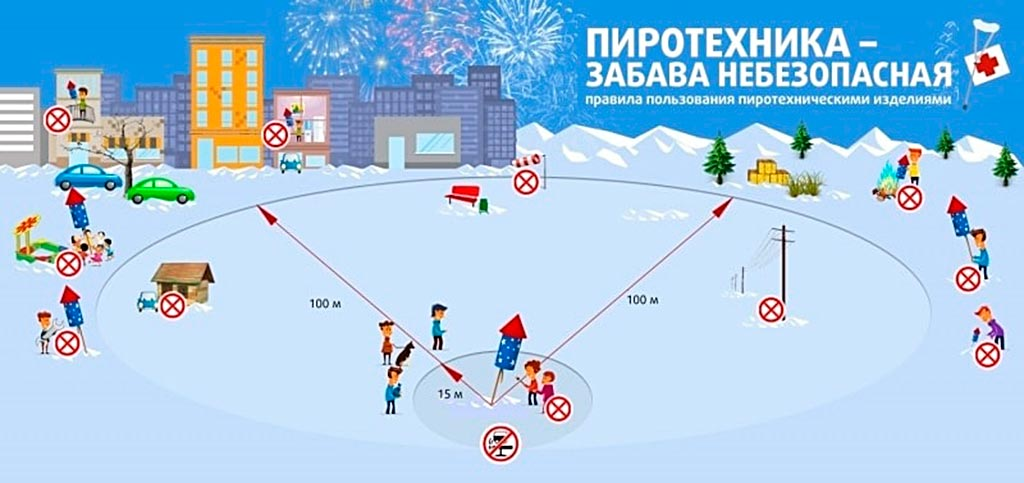 ПИРОТЕХНИКА –
ЗАБАВА НЕБЕЗОПАСНАЯ
правила пользования пиротехническими изделиями
100 м
100 м
15 м